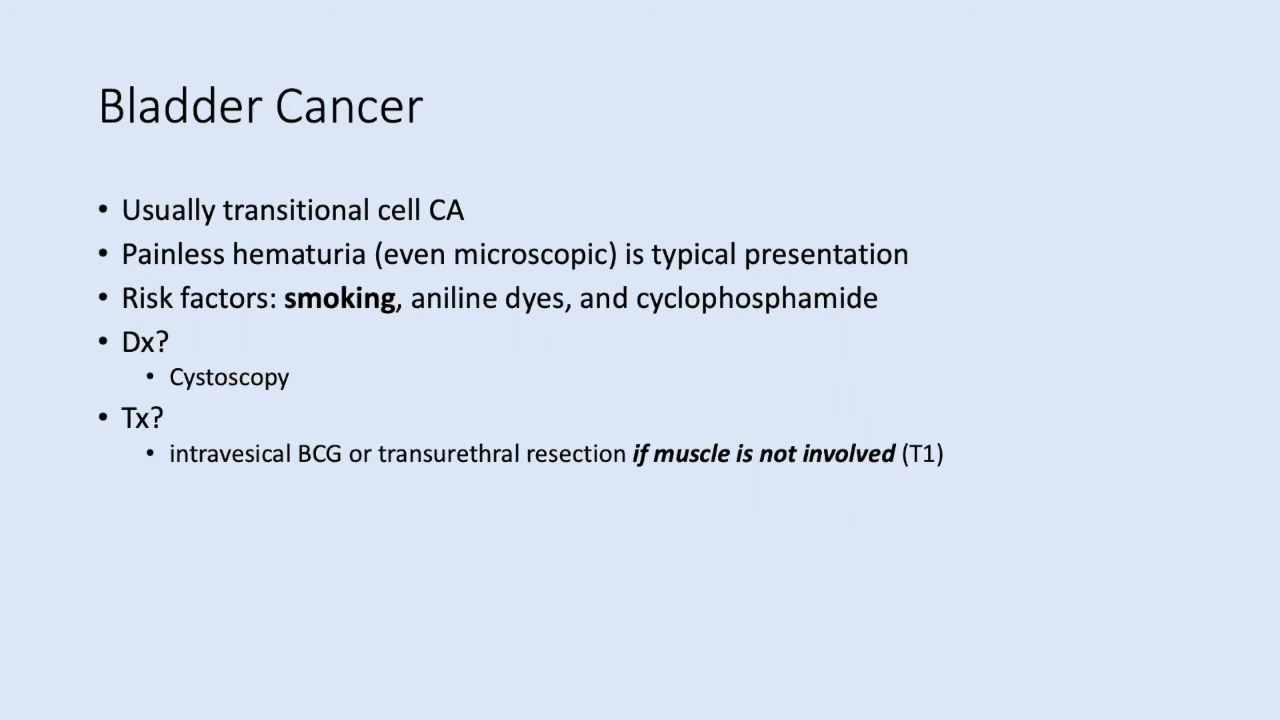 Bladder Cancer
• Usually transitional cell CA
• Painless hematuria (even microscopic) is typical presentation
• Risk factors: smoking, aniline dyes, and cyclophosphamide
• Dx?
• Cystoscopy
• Tx?
• intravesical BCG or transurethral resection if muscle is not involved (T1)